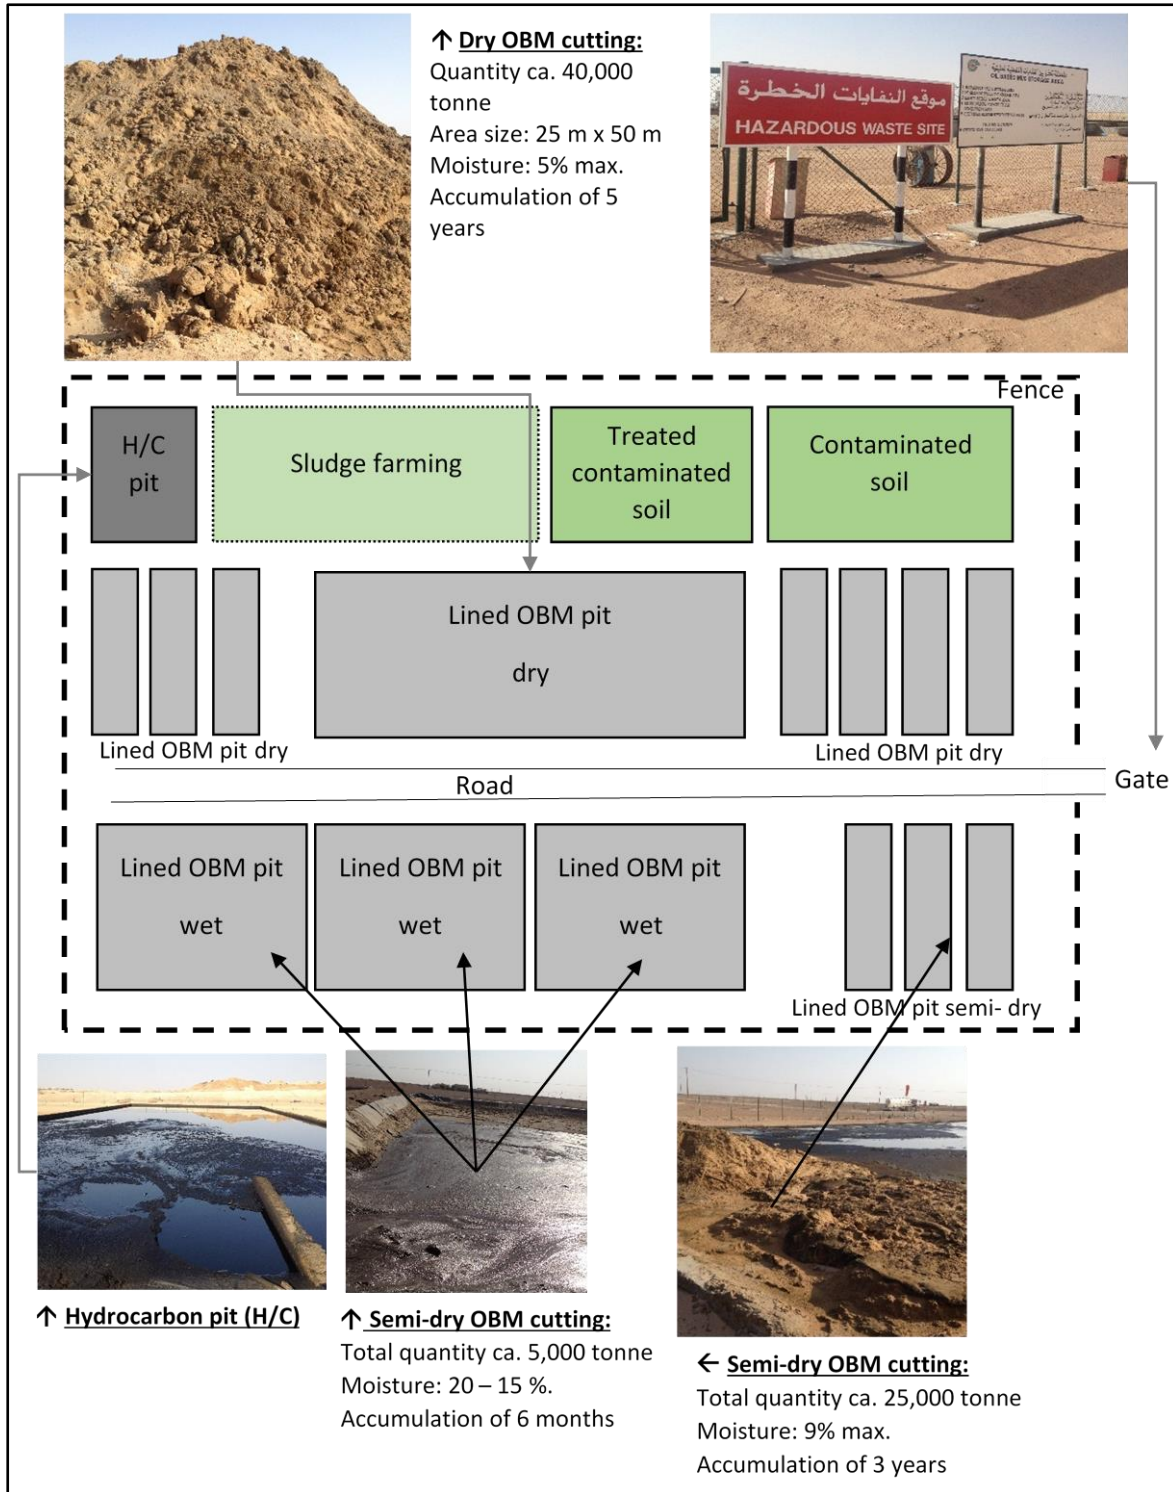 ↑ Dry OBM cutting:
Quantity ca. 40,000
tonne
Area size: 25 m x 50 m
Moisture: 5% max.
Accumulation of 5
years
موقع النفايات الخطرة
HAZARDOUS WASTE SITE
OIL BASED MUD STORAGE AREA
Fence
H/C
pit
Sludge farming
Treated
contaminated
soil
Contaminated
soil
Lined OBM pit
dry
Lined OBM pit dry
Lined OBM pit dry
Road
Gate
Lined OBM pit
wet
Lined OBM pit
wet
Lined OBM pit
wet
Lined OBM pit semi- dry
↑ Hydrocarbon pit (H/C)
↑ Semi-dry OBM cutting:
Total quantity ca. 5,000 tonne
Moisture: 20 – 15 %.
Accumulation of 6 months
← Semi-dry OBM cutting:
Total quantity ca. 25,000 tonne
Moisture: 9% max.
Accumulation of 3 years